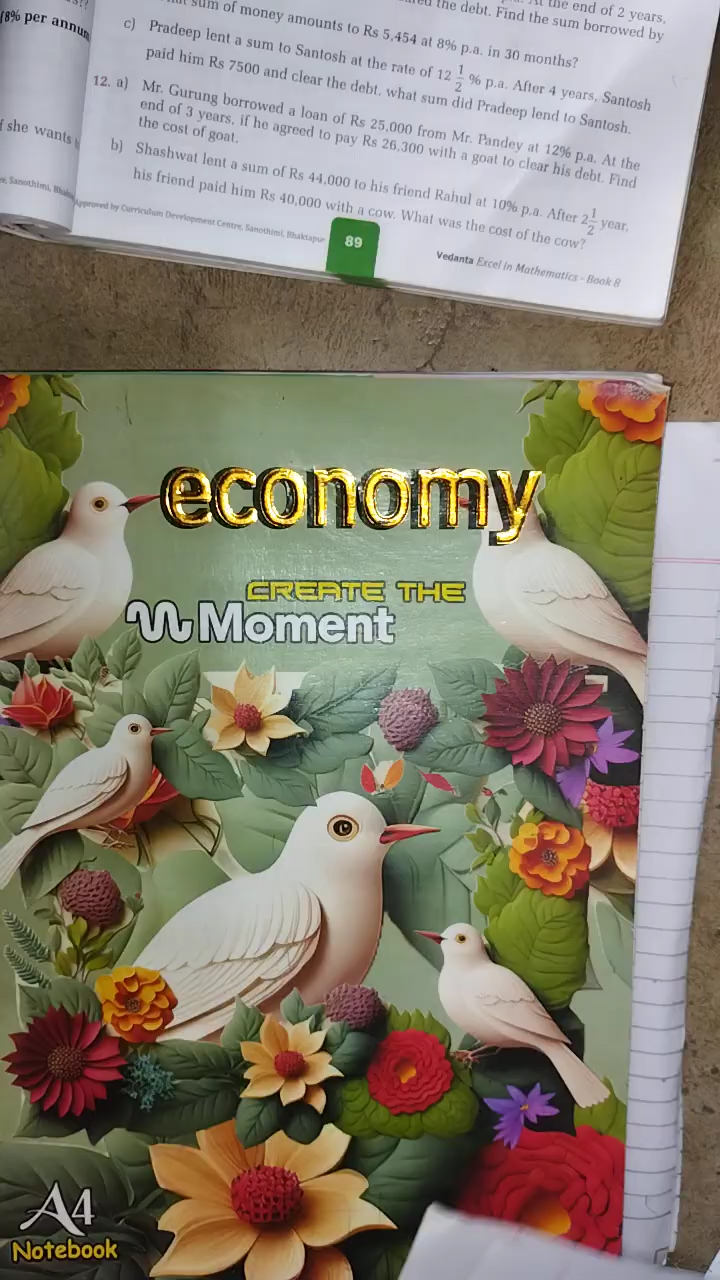 8% per annum
f she wants
At the end of 2 years,
the debt. Find the sum borrowed by
sum of money amounts to Rs 5,454 at 8% p.a. in 30 months?
c) Pradeep lent a sum to Santosh at the rate of 12 1/2 % p.a. After 4 years, Santosh
paid him Rs 7500 and clear the debt, what sum did Pradeep lend to Santosh.
12. a) Mr. Gurung borrowed a loan of Rs 25,000 from Mr. Pandey at 12% p.a. At the
end of 3 years, if he agreed to pay Rs 26,300 with a goat to clear his debt. Find
the cost of goat.
b) Shashwat lent a sum of Rs 44,000 to his friend Rahul at 10% p.a. After 2 1/2 year,
his friend paid him Rs 40,000 with a cow. What was the cost of the cow?
Sanothimi,
Approved by Curriculum Development Centre, Sanothimi, Bhaktapur
89
Vedanta Excel in Mathematics - Book 8
economy
CREATE THE
Moment
A4
Notebook